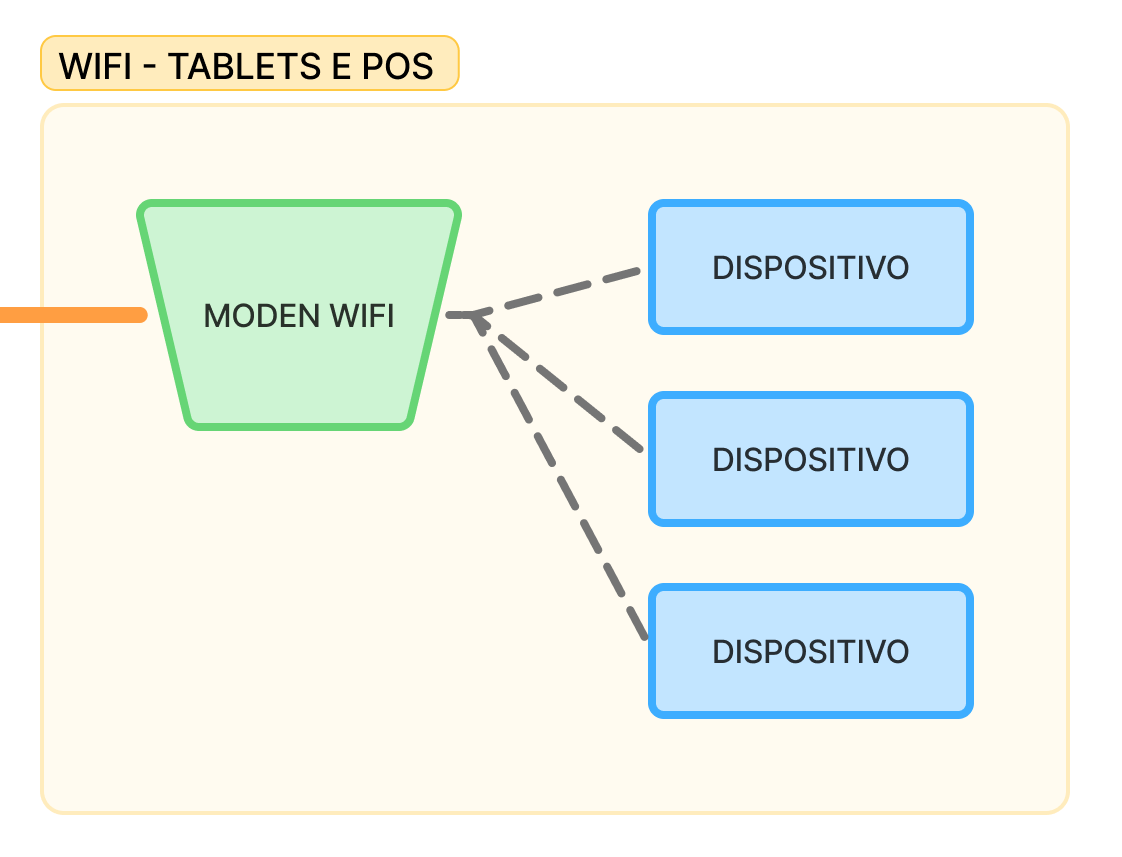 WIFI - TABLETS E POS
MODEN WIFI
DISPOSITIVO
DISPOSITIVO
DISPOSITIVO